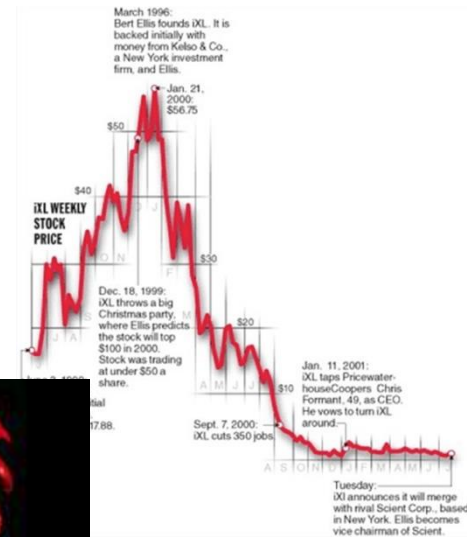 March 1996:
Bert Ellis founds iXL. It is
backed initially with
money from Kelso & Co.,
a New York investment
firm, and Ellis.
Jan. 21,
2000:
$56.75
$50
$40
iXL WEEKLY
STOCK
PRICE
D J
O N
$30
F
Dec. 18, 1999:
iXL throws a big
Christmas party,
where Ellis predicts
the stock will top
$100 in 2000.
Stock was trading
at under $50 a
share.
M
J A S
$20
A M J J
$10
17.88.
Sept. 7, 2000:
iXL cuts 350 jobs.
Jan. 11, 2001:
iXL taps Pricewater-
houseCoopers Chris
Formant, 49, as CEO.
He vows to turn iXL
around.
A S O N D J F M A M J J
Tuesday:
iXl announces it will merge
with rival Scient Corp., based
in New York. Ellis becomes
vice chairman of Scient.